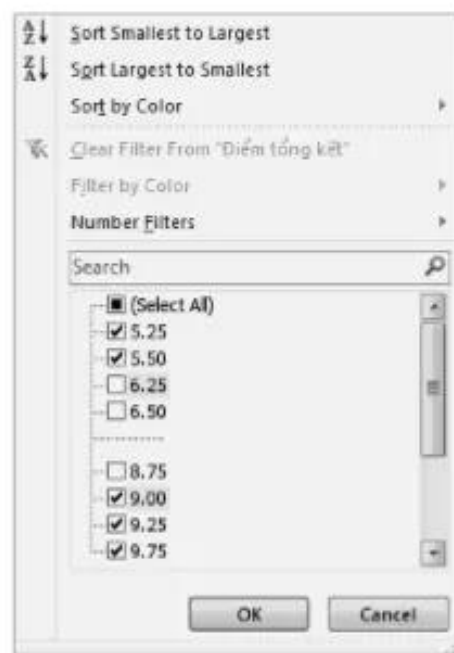 Sort Smallest to Largest
Sort Largest to Smallest
Sort by Color
Clear Filter From "Điểm tổng kết"
Filter by Color
Number Filters
Search
(Select All)
5.25
5.50
6.25
6.50
8.75
9.00
9.25
9.75
OK
Cancel